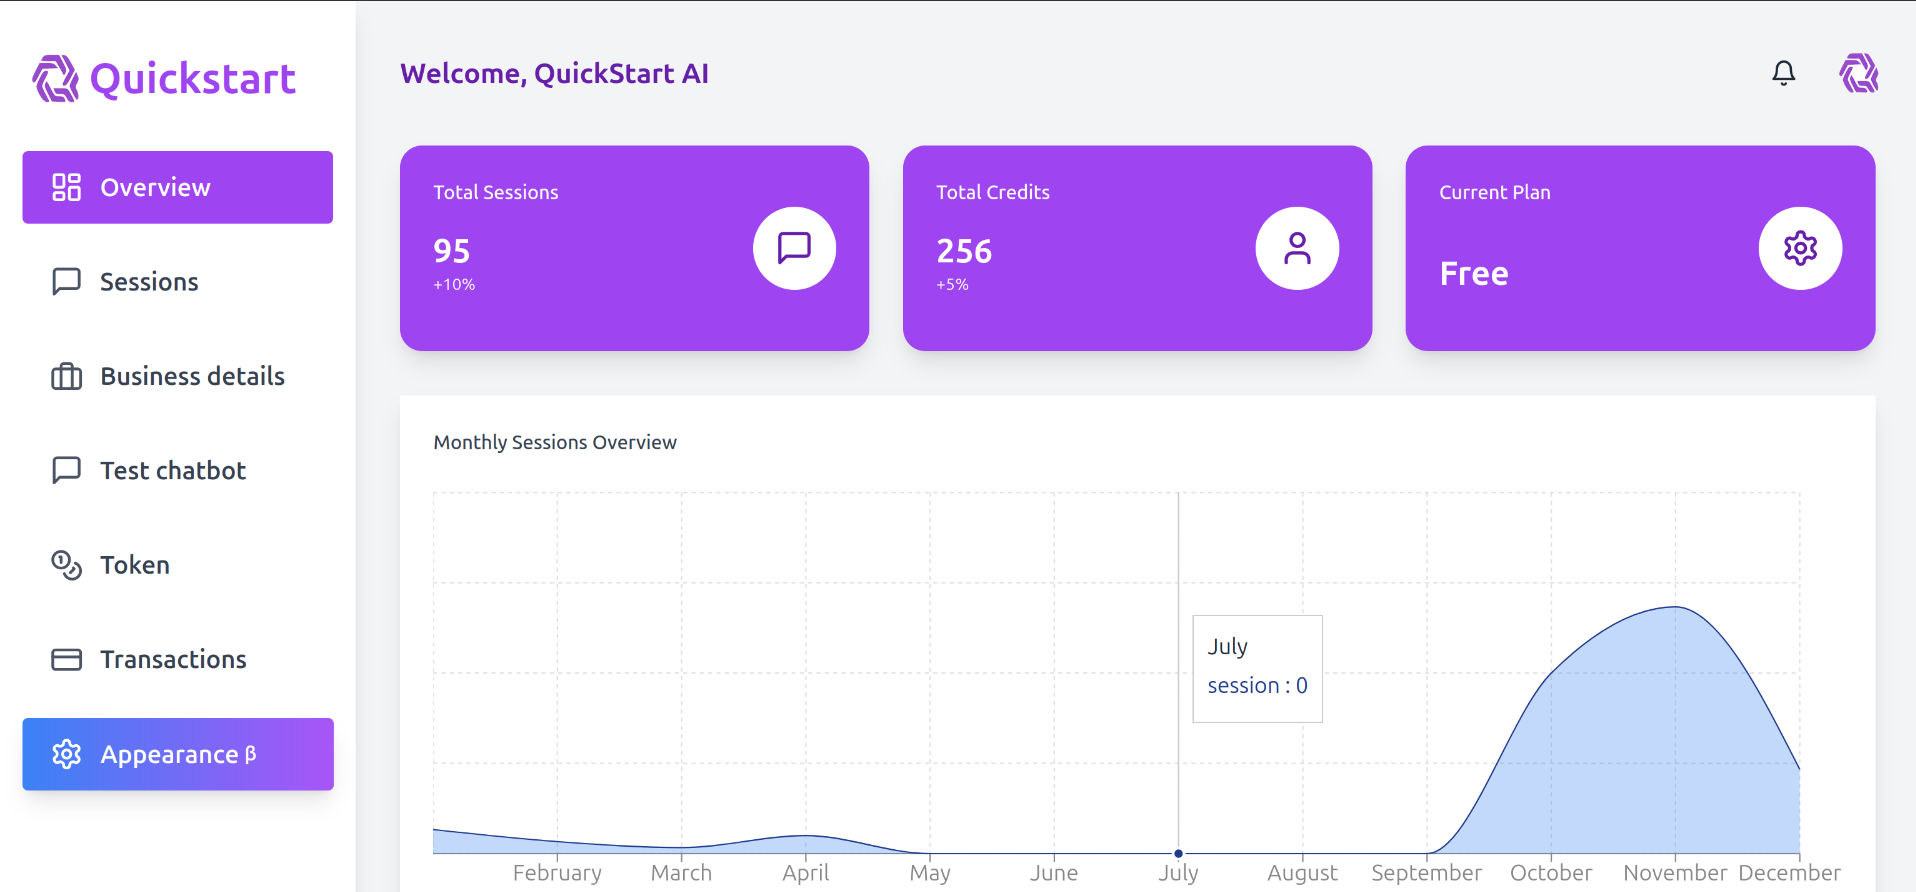 Quickstart
Overview
Sessions
Business details
Test chatbot
Token
Transactions
Appearance β
Welcome, QuickStart AI
Total Sessions
95
+10%
Total Credits
256
+5%
Current Plan
Free
Monthly Sessions Overview
July
session : 0
February March April May June July August September October November December